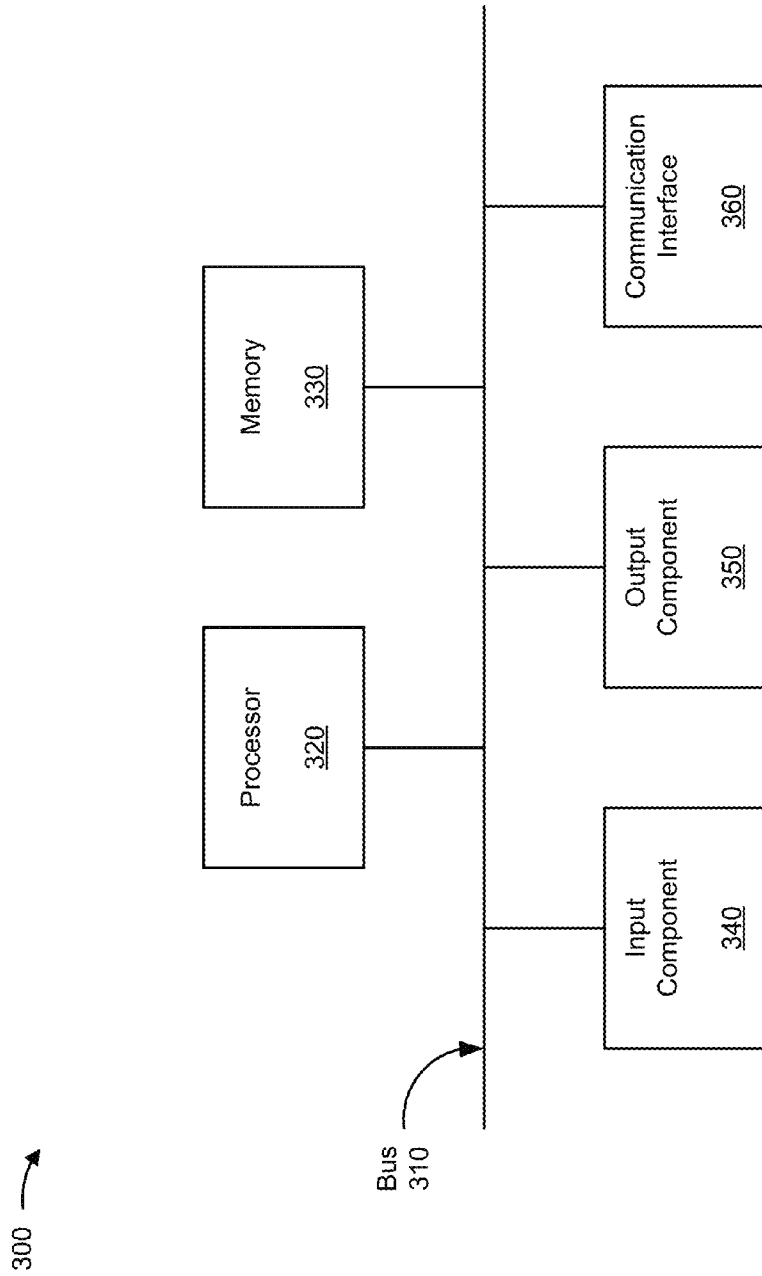 300
Bus
310
Processor
320
Memory
330
Input
Component
340
Output
Component
350
Communication
Interface
360